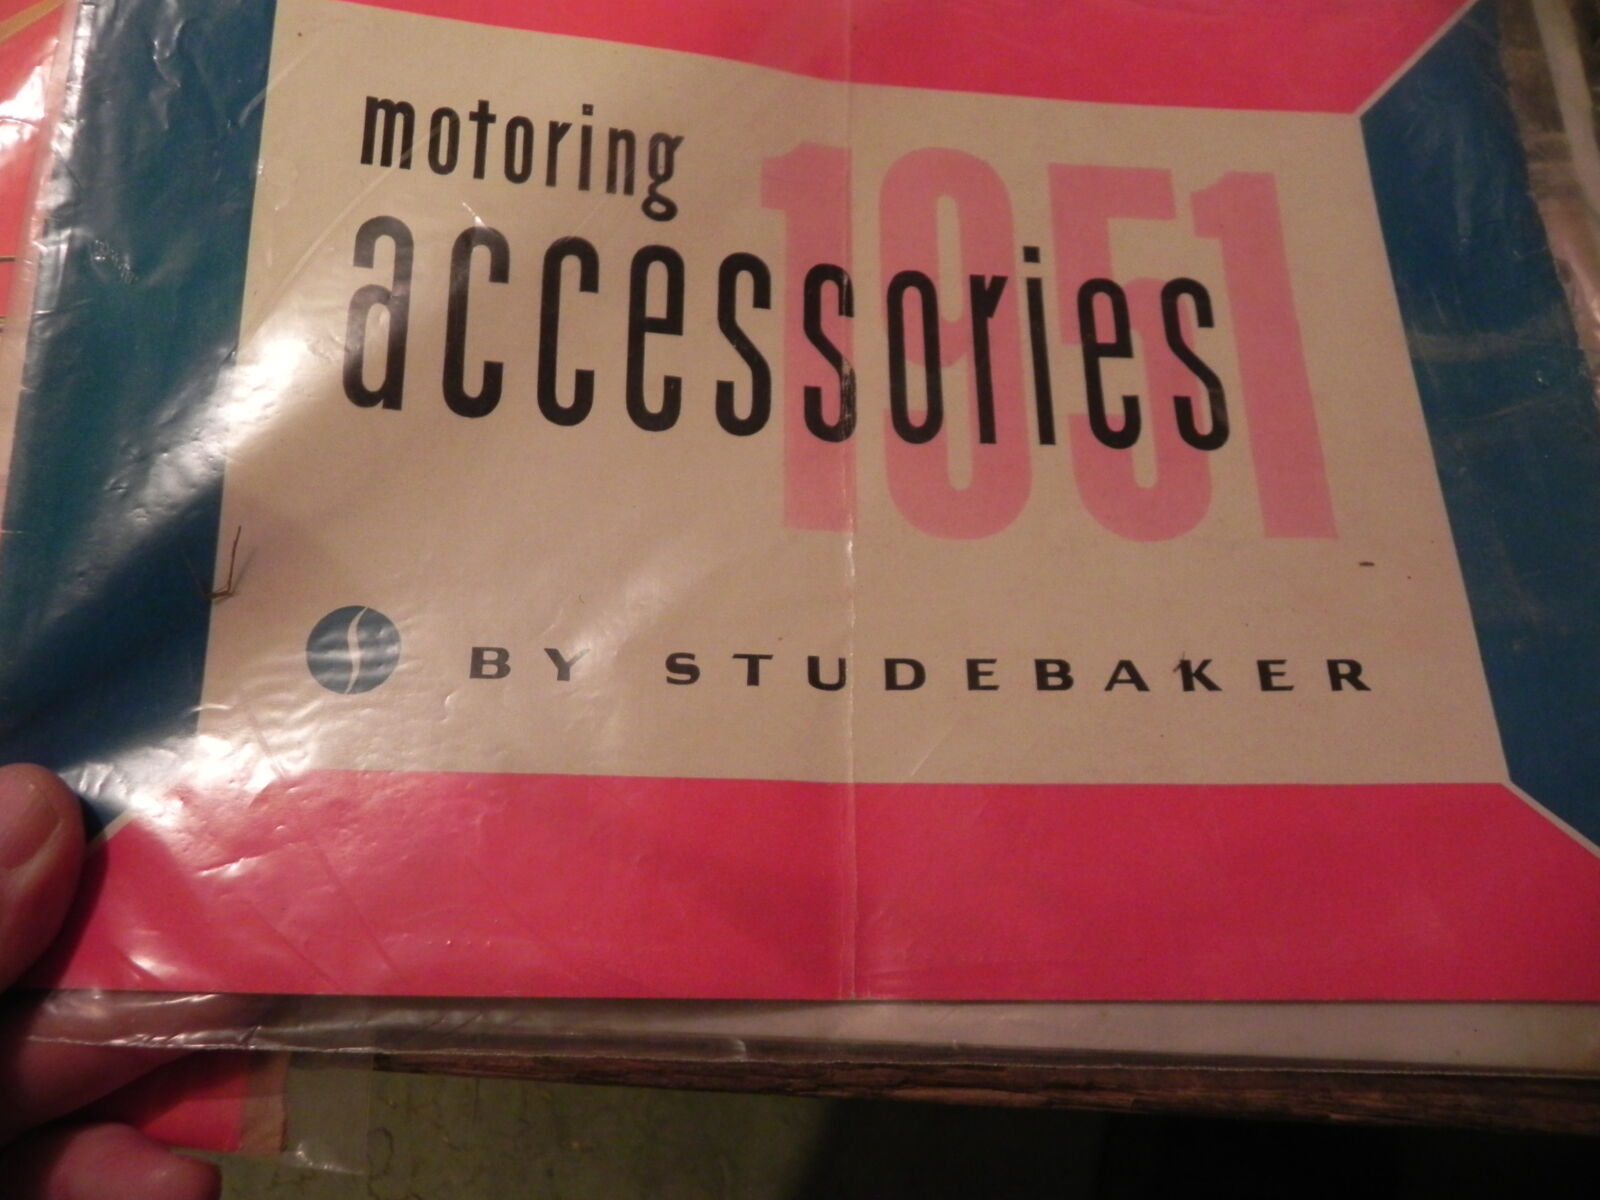 motoring
1951
accessories
BY STUDEBAKER